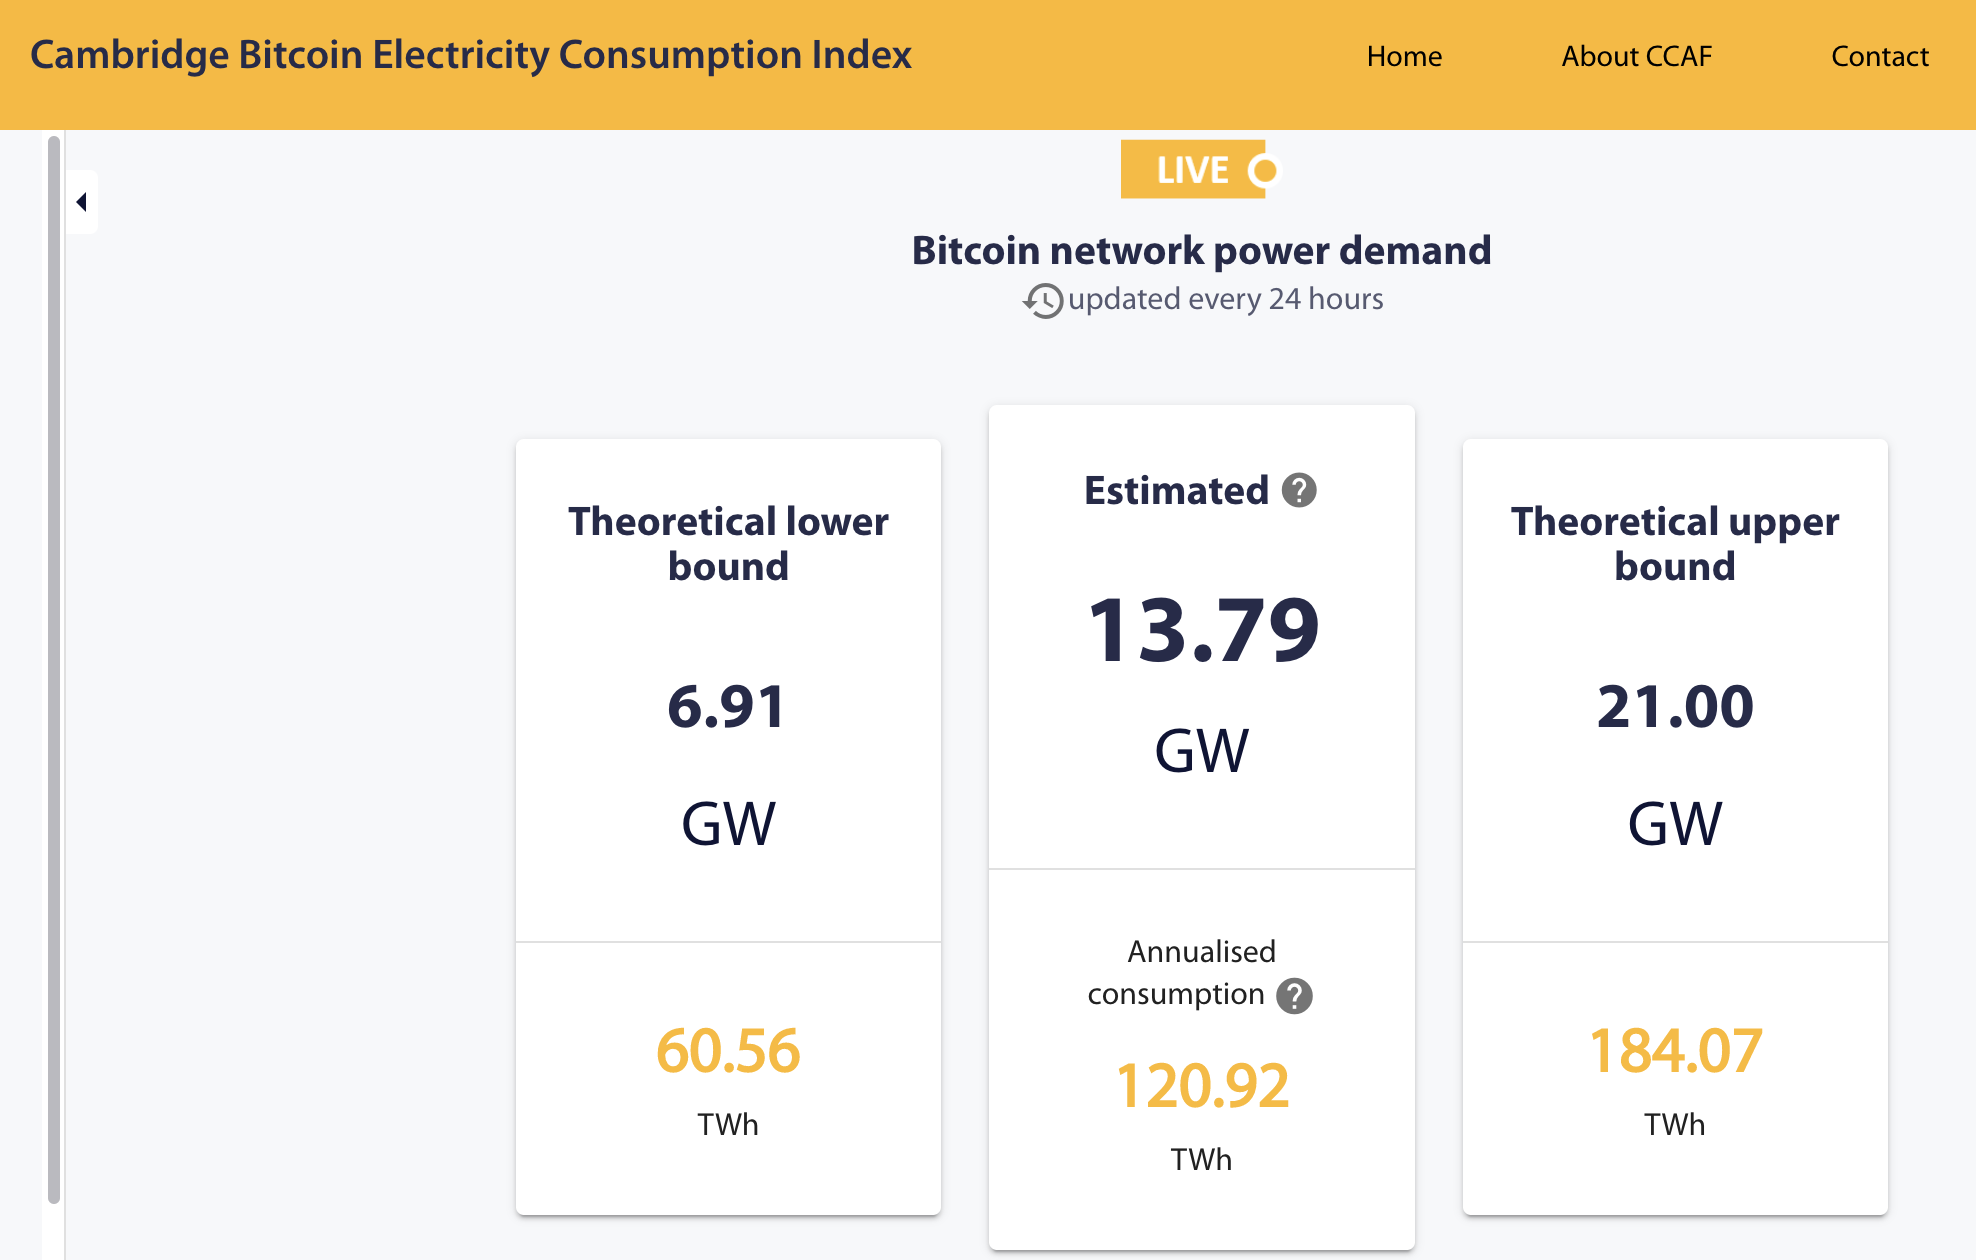 Cambridge Bitcoin Electricity Consumption Index
Home
About CCAF
Contact
LIVE
Bitcoin network power demand
updated every 24 hours
Theoretical lower
bound
6.91
GW
60.56
TWh
Estimated ?
13.79
GW
Annualised
consumption ?
120.92
TWh
Theoretical upper
bound
21.00
GW
184.07
TWh